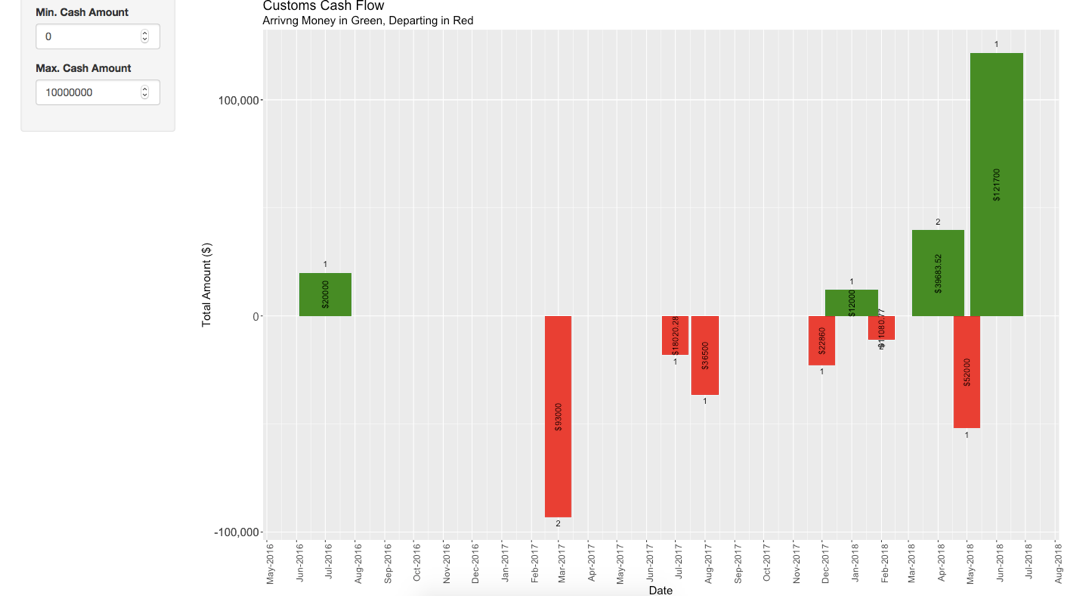 Min. Cash Amount
0
Max. Cash Amount
10000000
Customs Cash Flow
Arrivng Money in Green, Departing in Red
Total Amount ($)
100,000
0
-100,000
1
$20000
$93000
2
$18020.28
1
$36500
1
$22860
1
1
$12000
$11080.77
2
$39683.52
$52000
1
1
$121700
May-2016
Jun-2016
Jul-2016
Aug-2016
Sep-2016
Oct-2016
Nov-2016
Dec-2016
Jan-2017
Feb-2017
Mar-2017
Apr-2017
May-2017
Jun-2017
Jul-2017
Aug-2017
Sep-2017
Oct-2017
Nov-2017
Dec-2017
Jan-2018
Feb-2018
Mar-2018
Apr-2018
May-2018
Jun-2018
Jul-2018
Aug-2018
Date